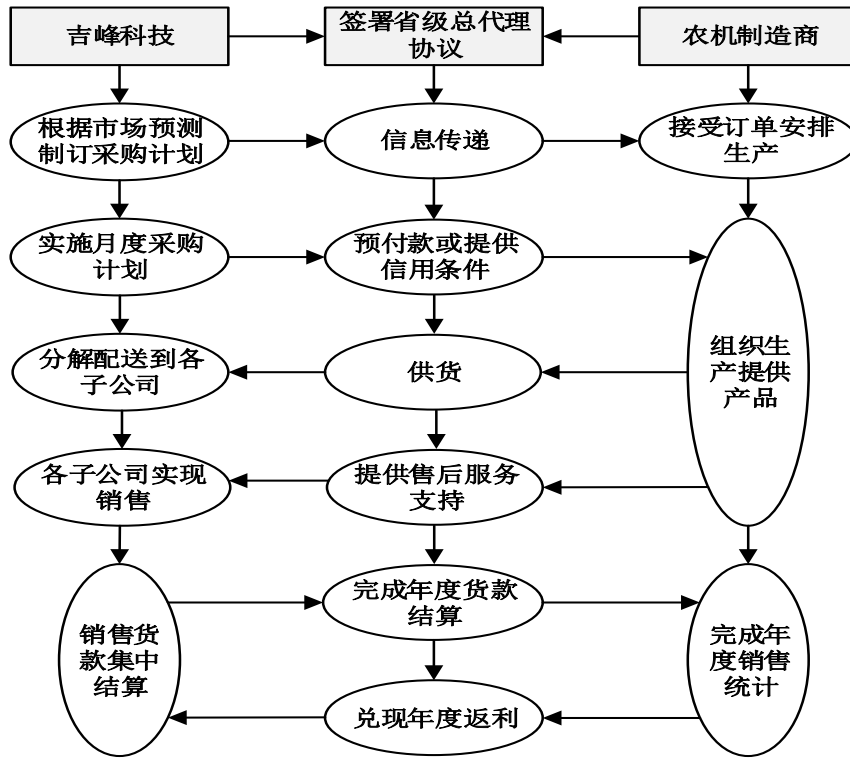 吉峰科技
签署省级总代理
协议
农机制造商
根据市场预测
制订采购计划
信息传递
接受订单安排
生产
实施月度采购
计划
预付款或提供
信用条件
组织生
产提供
产品
分解配送到各
子公司
供货
各子公司实现
销售
提供售后服务
支持
销售货
款集中
结算
完成年度货款
结算
完成年
度销售
统计
兑现年度返利